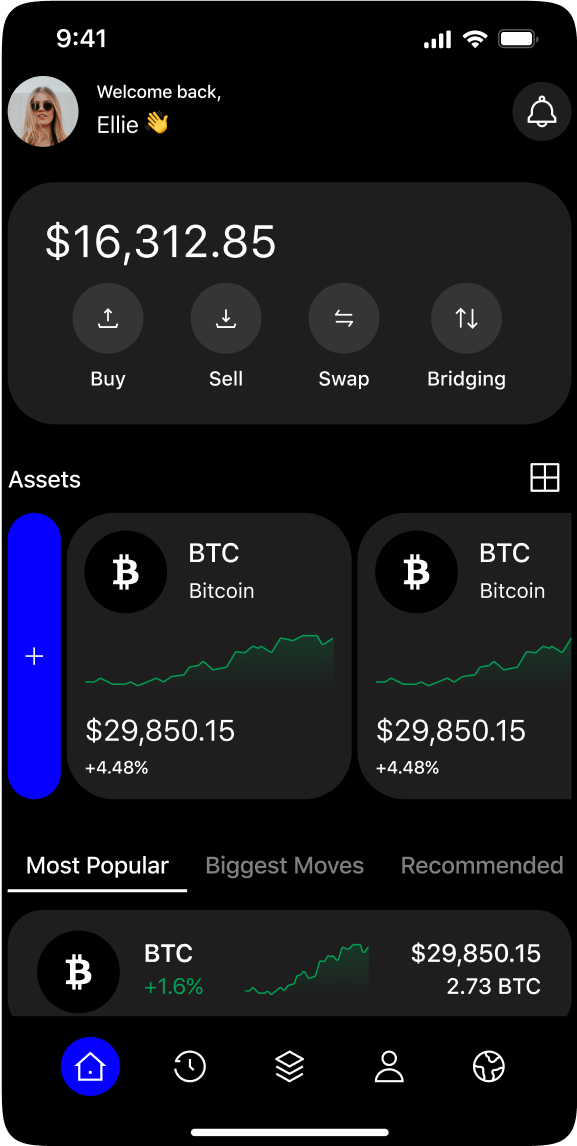 9:41
Welcome back,
Ellie 👋
$16,312.85
Buy
Sell
Swap
Bridging
Assets
+
BTC
Bitcoin
$29,850.15
+4.48%
BTC
Bitcoin
$29,850.15
+4.48%
Most Popular
Biggest Moves
Recommended
BTC
+1.6%
$29,850.15
2.73 BTC